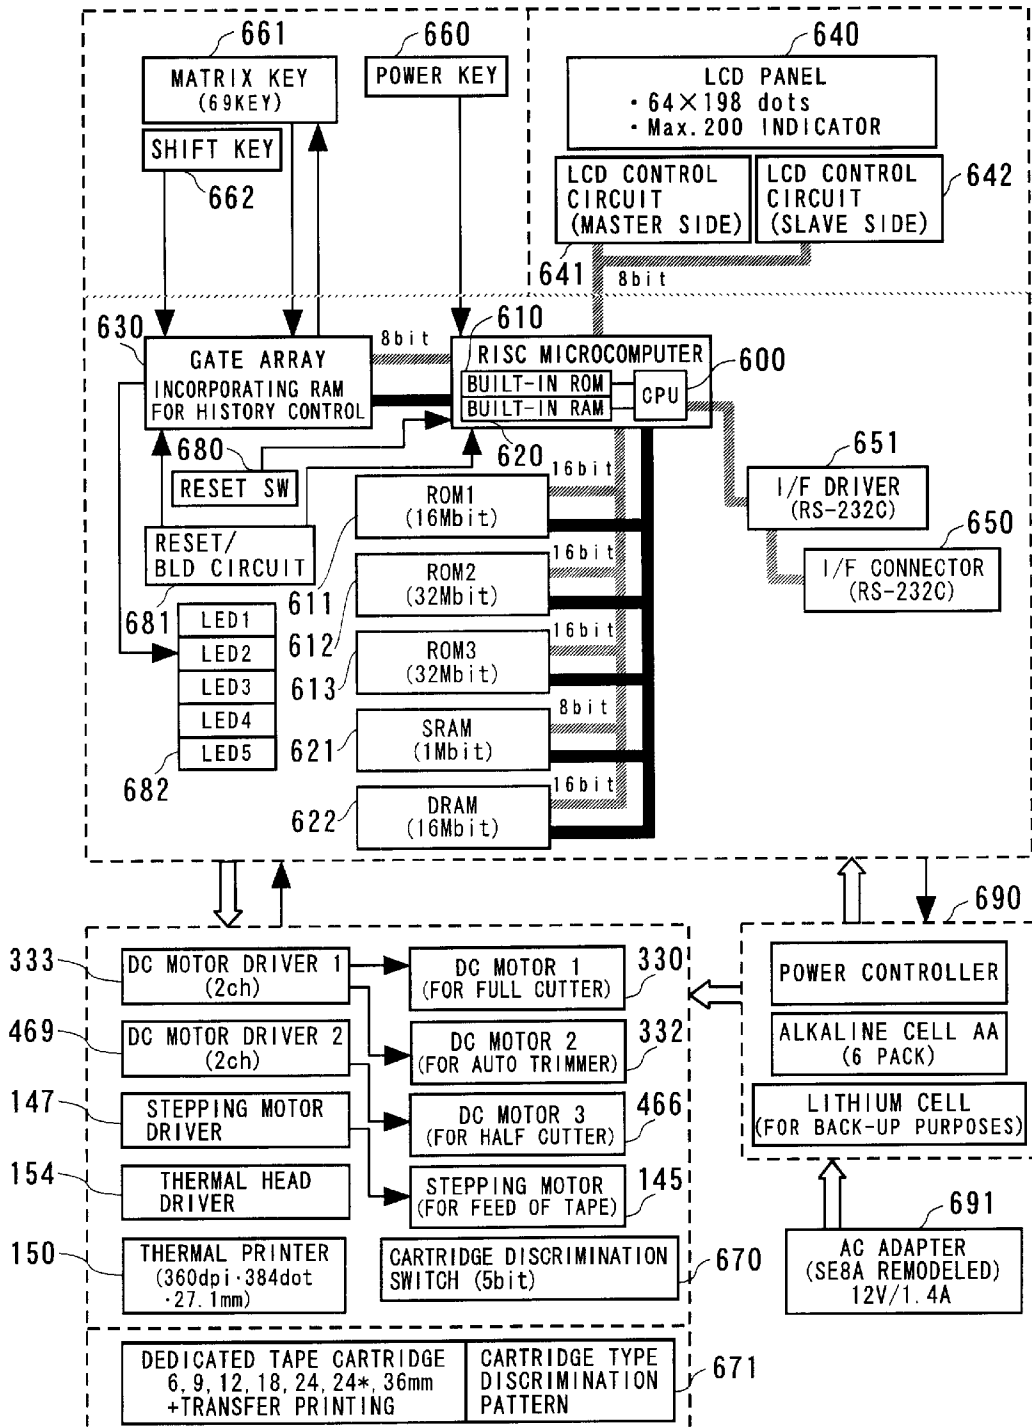 661
660
640
MATRIX KEY
(69KEY)
POWER KEY
LCD PANEL
・64×198 dots
・Max.200 INDICATOR
SHIFT KEY
662
LCD CONTROL
CIRCUIT
(MASTER SIDE)
LCD CONTROL
CIRCUIT
(SLAVE SIDE)
642
641
8bit
630
8bit
610
GATE ARRAY
INCORPORATING RAM
FOR HISTORY CONTROL
RISC MICROCOMPUTER
BUILT-IN ROM
BUILT-IN RAM
CPU
600
680
620
RESET SW
16bit
651
ROM1
(16Mbit)
I/F DRIVER
(RS-232C)
RESET/
BLD CIRCUIT
16bit
650
ROM2
(32Mbit)
I/F CONNECTOR
(RS-232C)
681
611
612
613
LED1
LED2
LED3
LED4
LED5
682
16bit
ROM3
(32Mbit)
8bit
621
SRAM
(1Mbit)
16bit
622
DRAM
(16Mbit)
690
333
DC MOTOR DRIVER 1
(2ch)
DC MOTOR 1
(FOR FULL CUTTER)
330
POWER CONTROLLER
469
DC MOTOR DRIVER 2
(2ch)
DC MOTOR 2
(FOR AUTO TRIMMER)
332
ALKALINE CELL AA
(6 PACK)
147
STEPPING MOTOR
DRIVER
DC MOTOR 3
(FOR HALF CUTTER)
466
LITHIUM CELL
(FOR BACK-UP PURPOSES)
154
THERMAL HEAD
DRIVER
STEPPING MOTOR
(FOR FEED OF TAPE)
145
691
150
THERMAL PRINTER
(360dpi・384dot
・27.1mm)
CARTRIDGE DISCRIMINATION
SWITCH (5bit)
670
AC ADAPTER
(SE8A REMODELED)
12V/1.4A
DEDICATED TAPE CARTRIDGE
6,9,12,18,24,24*,36mm
+TRANSFER PRINTING
CARTRIDGE TYPE
DISCRIMINATION
PATTERN
671